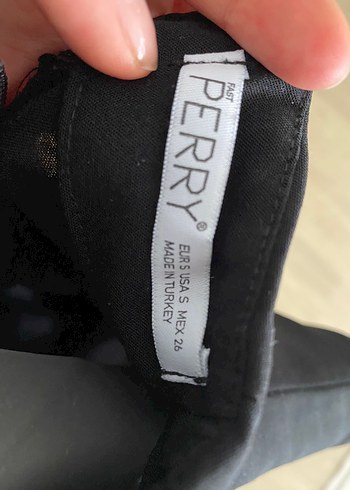 FAST
PERRY®
EUR S USA S MEX 26
MADE IN TURKEY